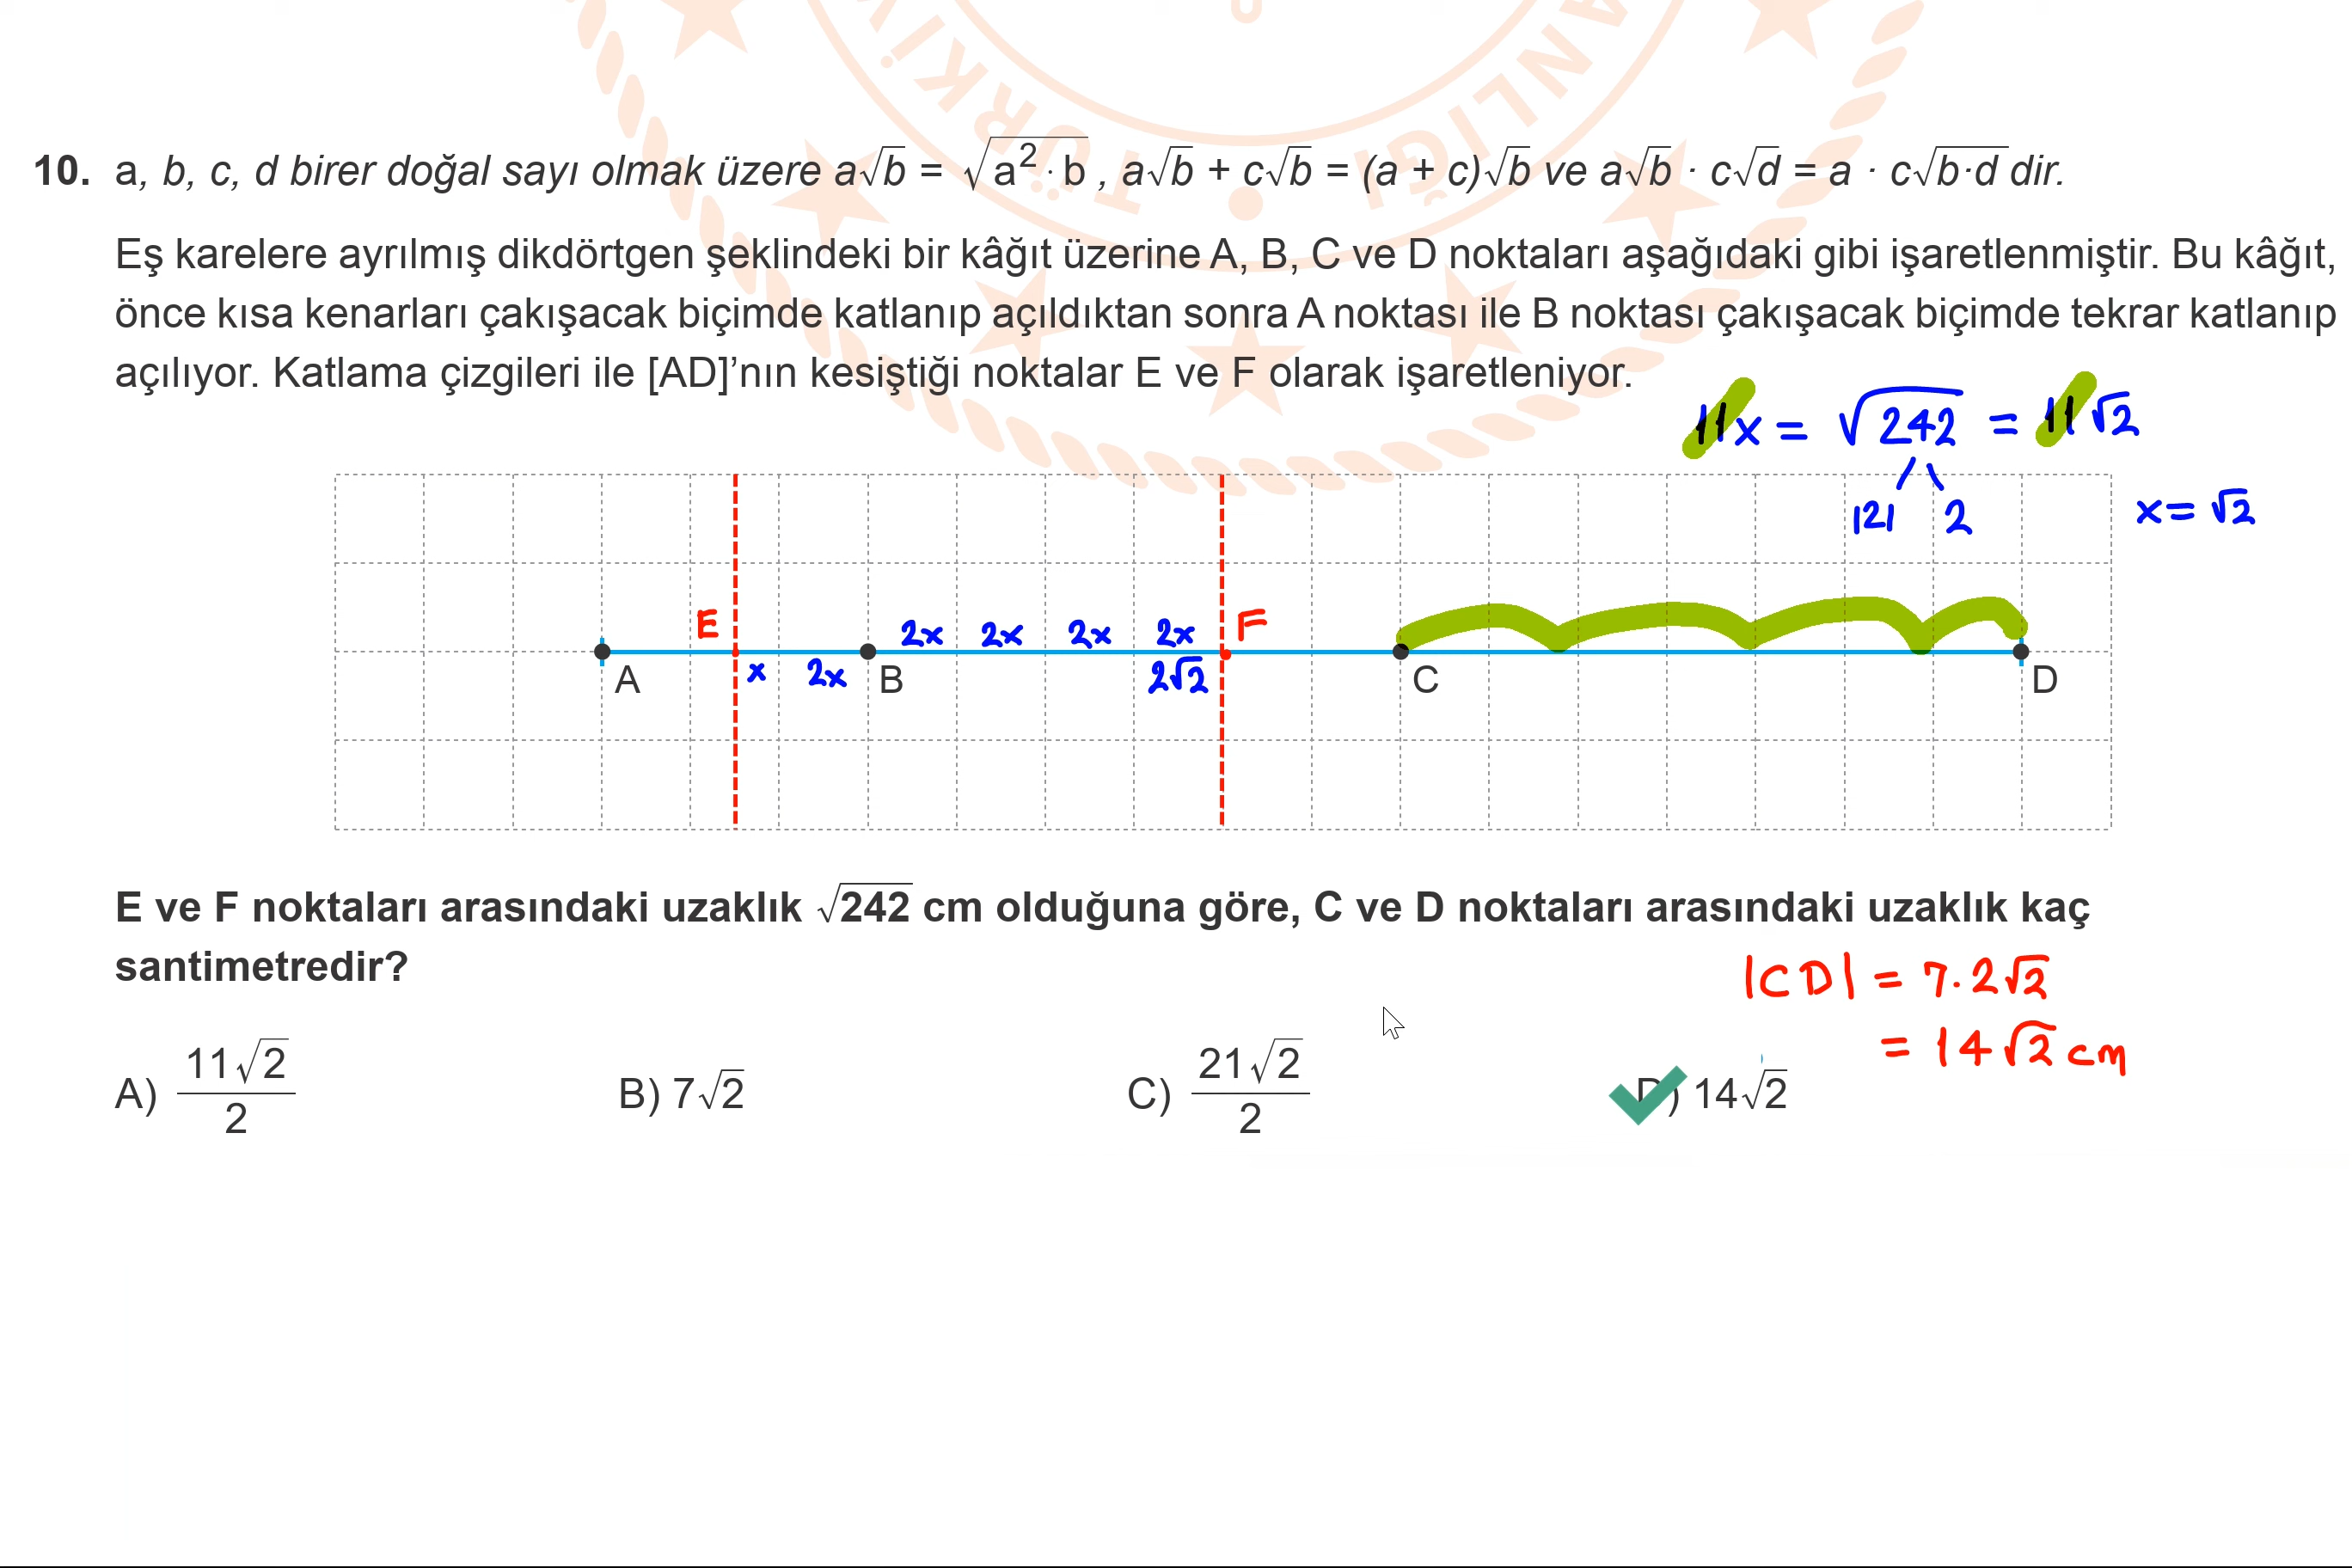 TÜRKİY
ANLIĞI
10. a, b, c, d birer doğal sayı olmak üzere a√b = √a² · b , a√b + c√b = (a + c)√b ve a√b · c√d = a · c√b·d dir.
Eş karelere ayrılmış dikdörtgen şeklindeki bir kâğıt üzerine A, B, C ve D noktaları aşağıdaki gibi işaretlenmiştir. Bu kâğıt,
önce kısa kenarları çakışacak biçimde katlanıp açıldıktan sonra A noktası ile B noktası çakışacak biçimde tekrar katlanıp
açılıyor. Katlama çizgileri ile [AD]’nın kesiştiği noktalar E ve F olarak işaretleniyor.
11x = √242 = 11√2
121 2 x = √2
E 2x 2x 2x 2x F
A x 2x B 2√2 C D
E ve F noktaları arasındaki uzaklık √242 cm olduğuna göre, C ve D noktaları arasındaki uzaklık kaç
santimetredir?
|CD| = 7.2√2
= 14√2 cm
A) 11√2/2 B) 7√2 C) 21√2/2 D) 14√2